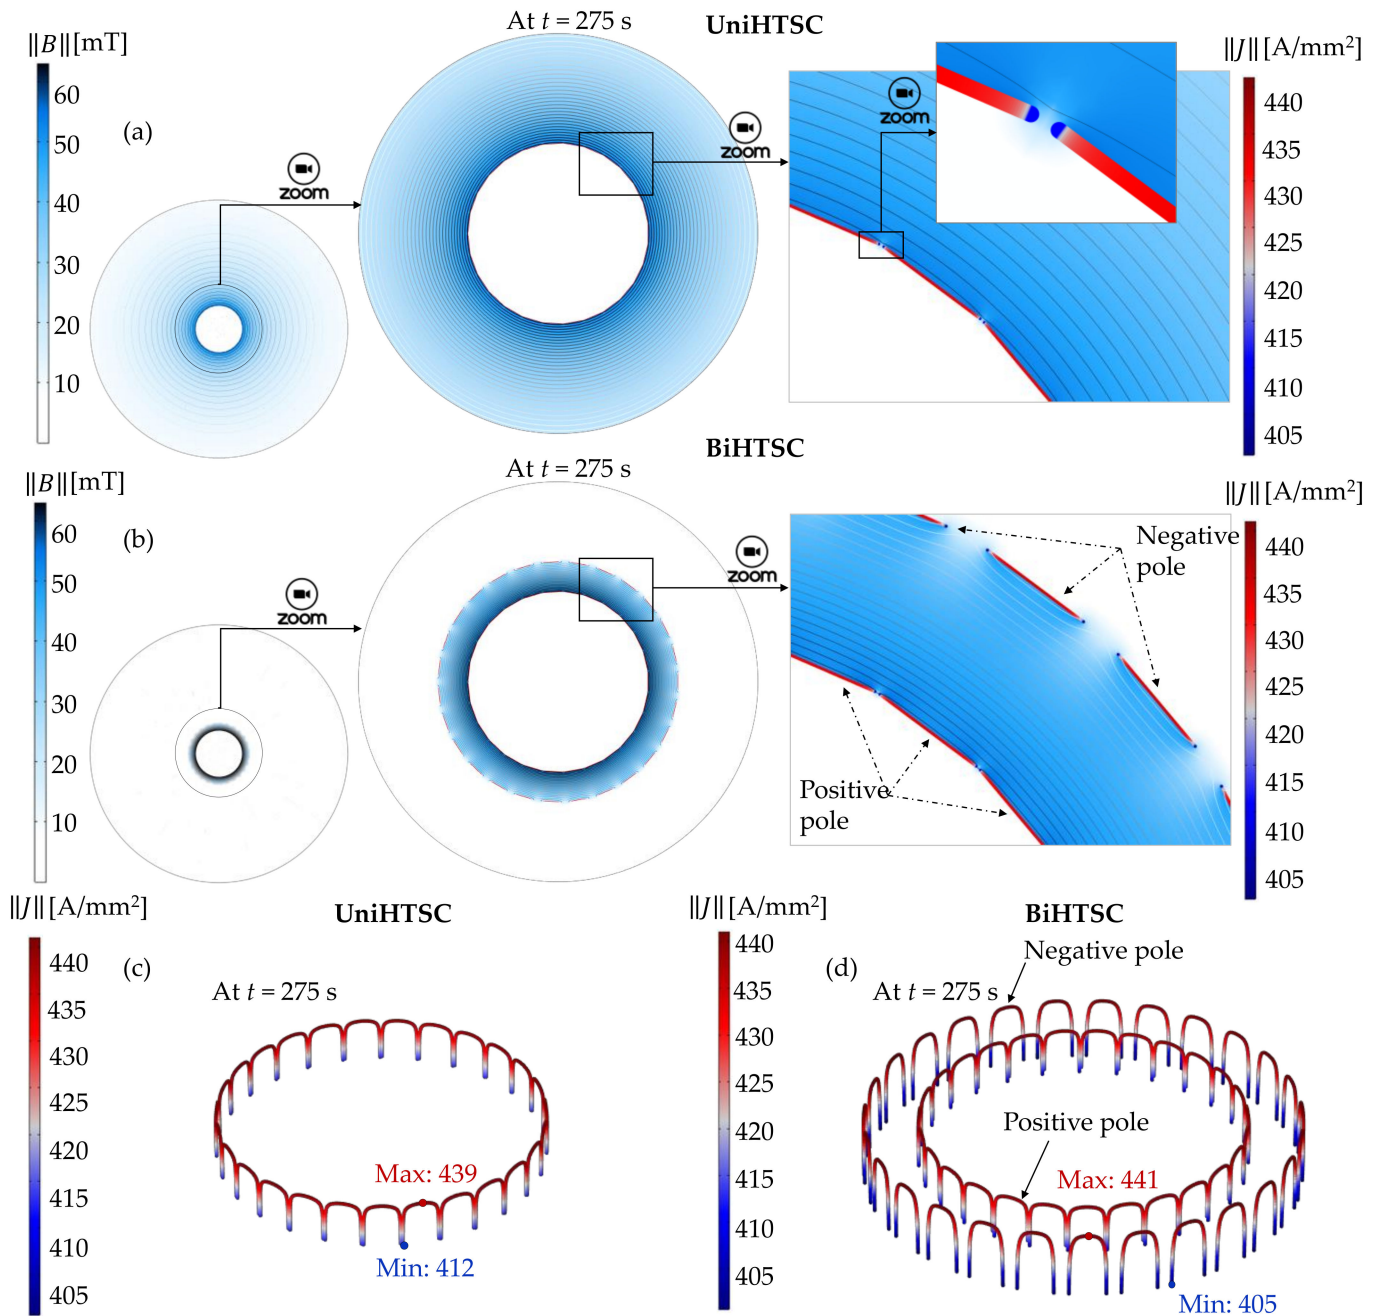 At t = 275 s
UniHTSC
||B|| [mT]
||J|| [A/mm²]
(a)
60
50
40
30
20
10
zoom
zoom
zoom
440
435
430
425
420
415
410
405
BiHTSC
At t = 275 s
||B|| [mT]
||J|| [A/mm²]
(b)
60
50
40
30
20
10
zoom
zoom
Negative
pole
Positive
pole
440
435
430
425
420
415
410
405
||J|| [A/mm²]
UniHTSC
(c)
At t = 275 s
440
435
430
425
420
415
410
405
Max: 439
Min: 412
||J|| [A/mm²]
BiHTSC
(d)
Negative pole
At t = 275 s
440
435
430
425
420
415
410
405
Positive pole
Max: 441
Min: 405